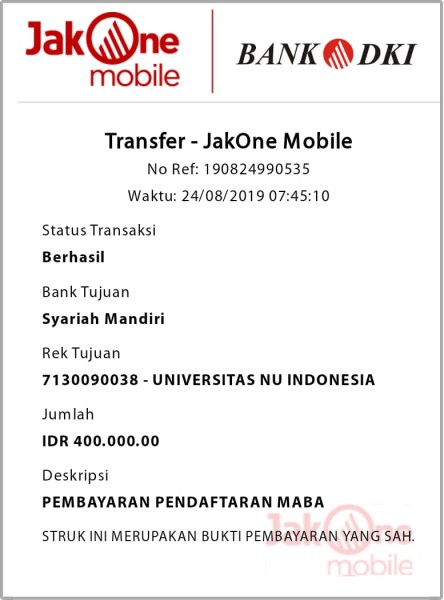 JakOne
mobile
BANK DKI
Transfer - JakOne Mobile
No Ref: 190824990535
Waktu: 24/08/2019 07:45:10
Status Transaksi
Berhasil
Bank Tujuan
Syariah Mandiri
Rek Tujuan
7130090038 - UNIVERSITAS NU INDONESIA
Jumlah
IDR 400.000.00
Deskripsi
PEMBAYARAN PENDAFTARAN MABA
STRUK INI MERUPAKAN BUKTI PEMBAYARAN YANG SAH.
JakOne
mobile